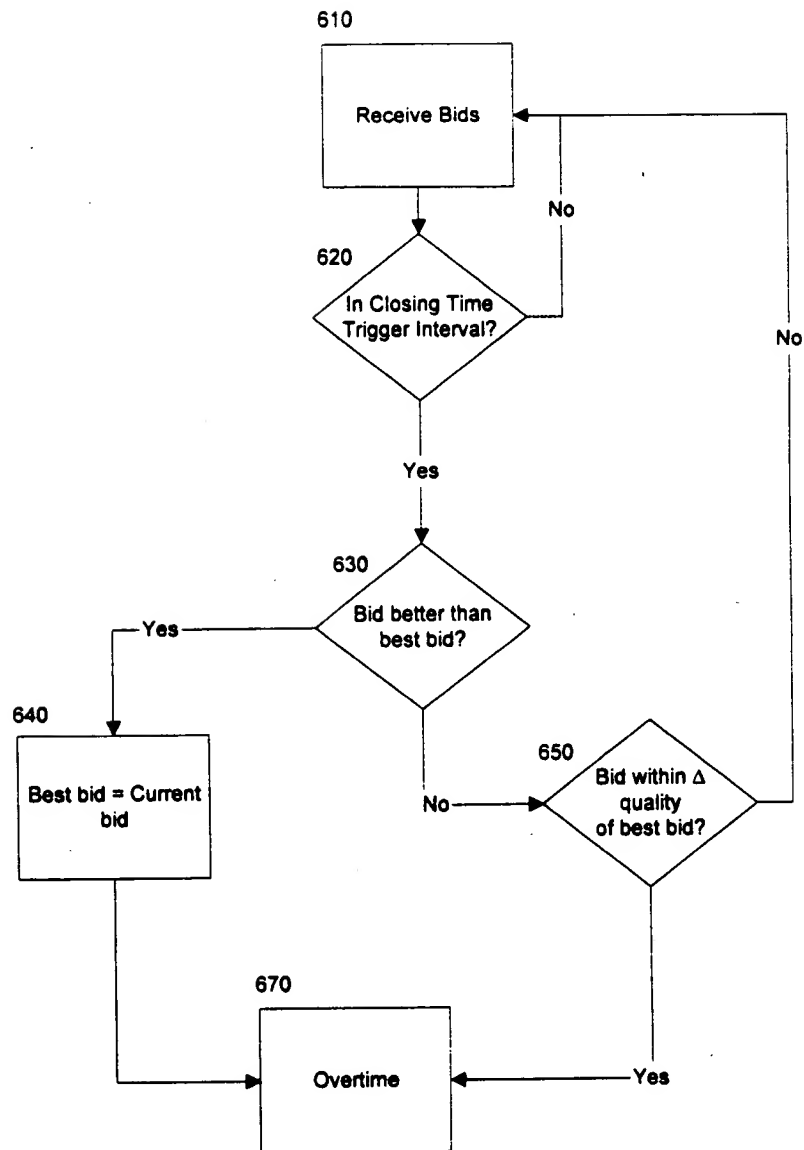 610
Receive Bids
No
620
In Closing Time
Trigger Interval?
No
Yes
630
Bid better than
best bid?
Yes
640
Best bid = Current
bid
650
Bid within Δ
quality
of best bid?
No
670
Overtime
Yes